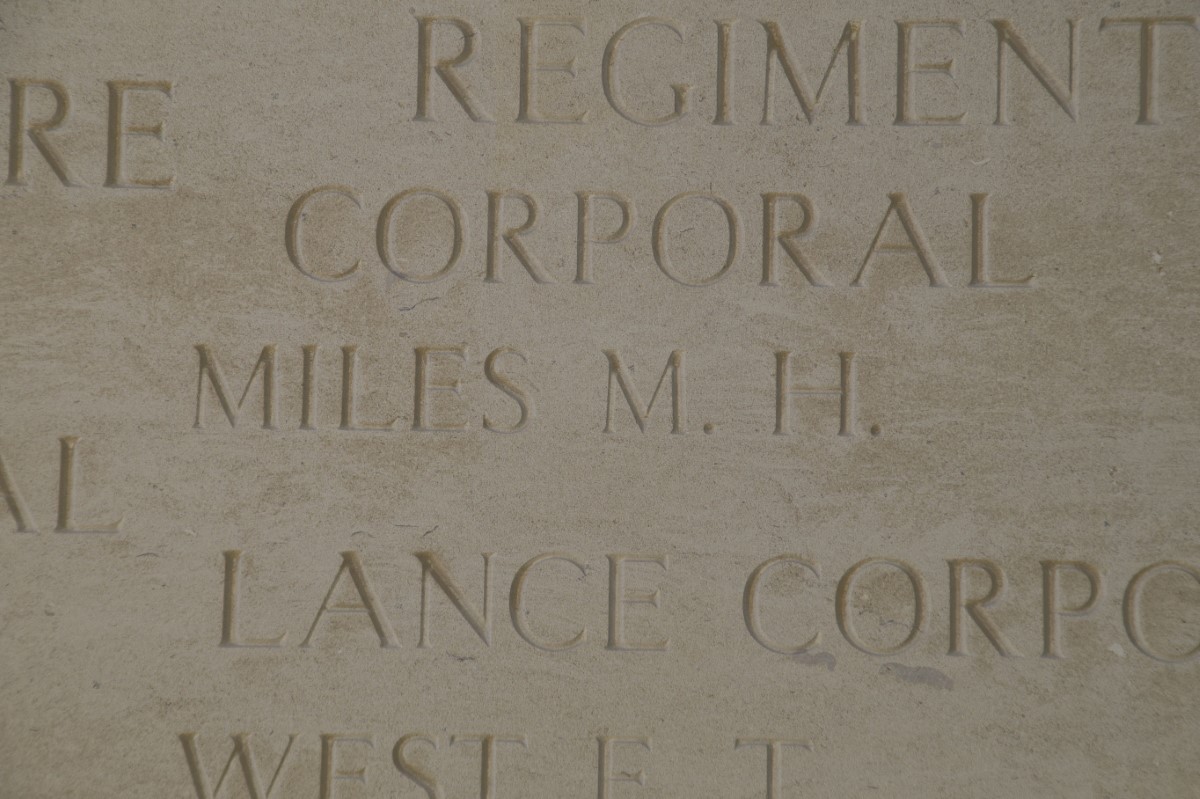 REGIMENT
RE
CORPORAL
MILES M. H.
AL
LANCE CORPO
WEST